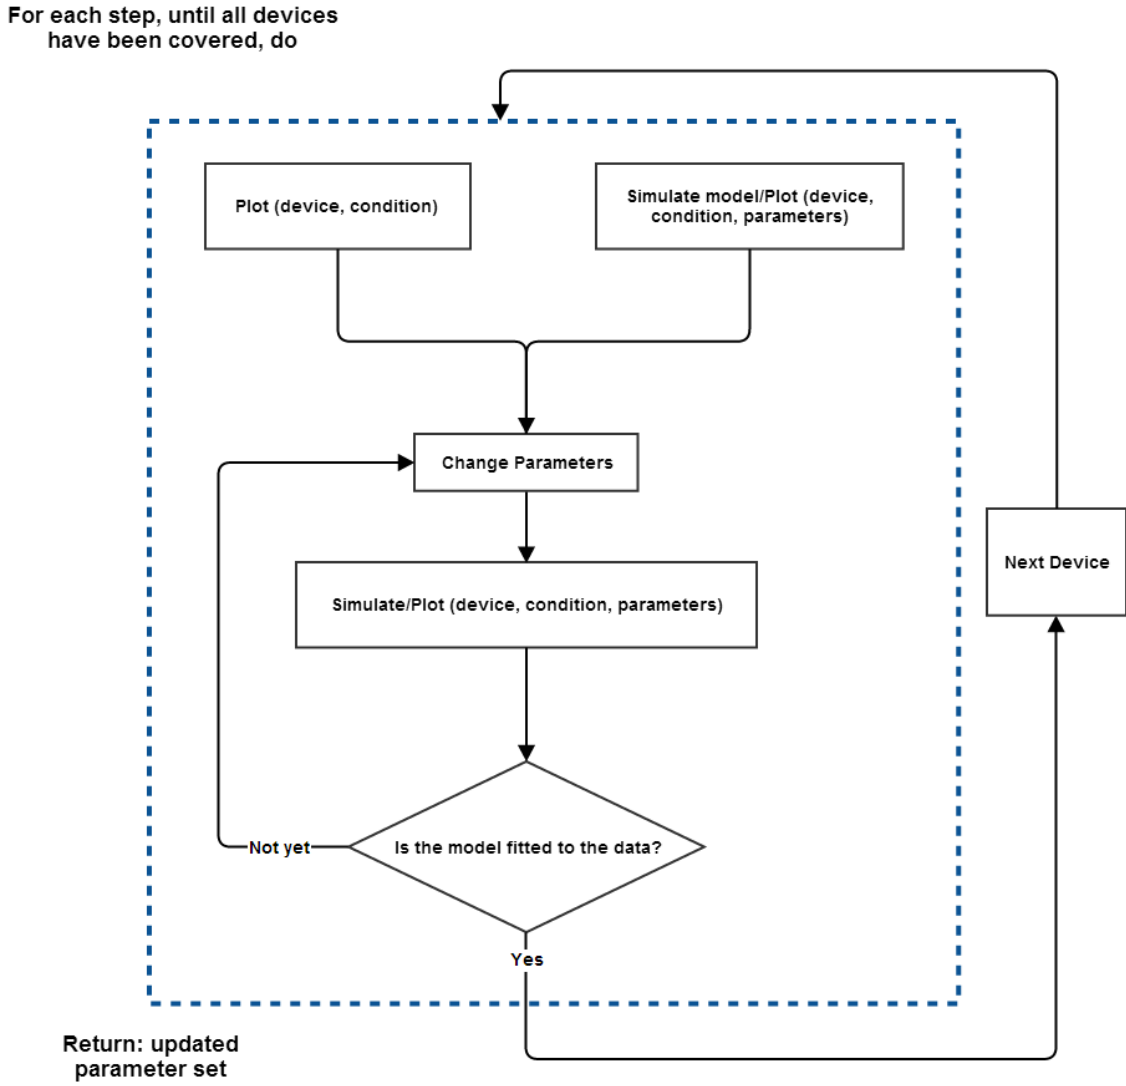 For each step, until all devices
have been covered, do
Plot (device, condition)
Simulate model/Plot (device,
condition, parameters)
Change Parameters
Next Device
Simulate/Plot (device, condition, parameters)
Not yet
Is the model fitted to the data?
Yes
Return: updated
parameter set